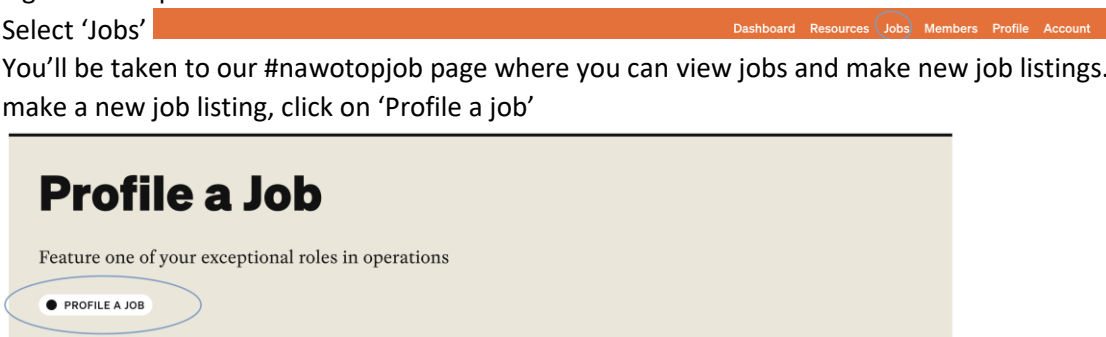 Select ‘Jobs’
Dashboard Resources Jobs Members Profile Account
You’ll be taken to our #nawotopjob page where you can view jobs and make new job listings.
make a new job listing, click on ‘Profile a job’
Profile a Job
Feature one of your exceptional roles in operations
PROFILE A JOB